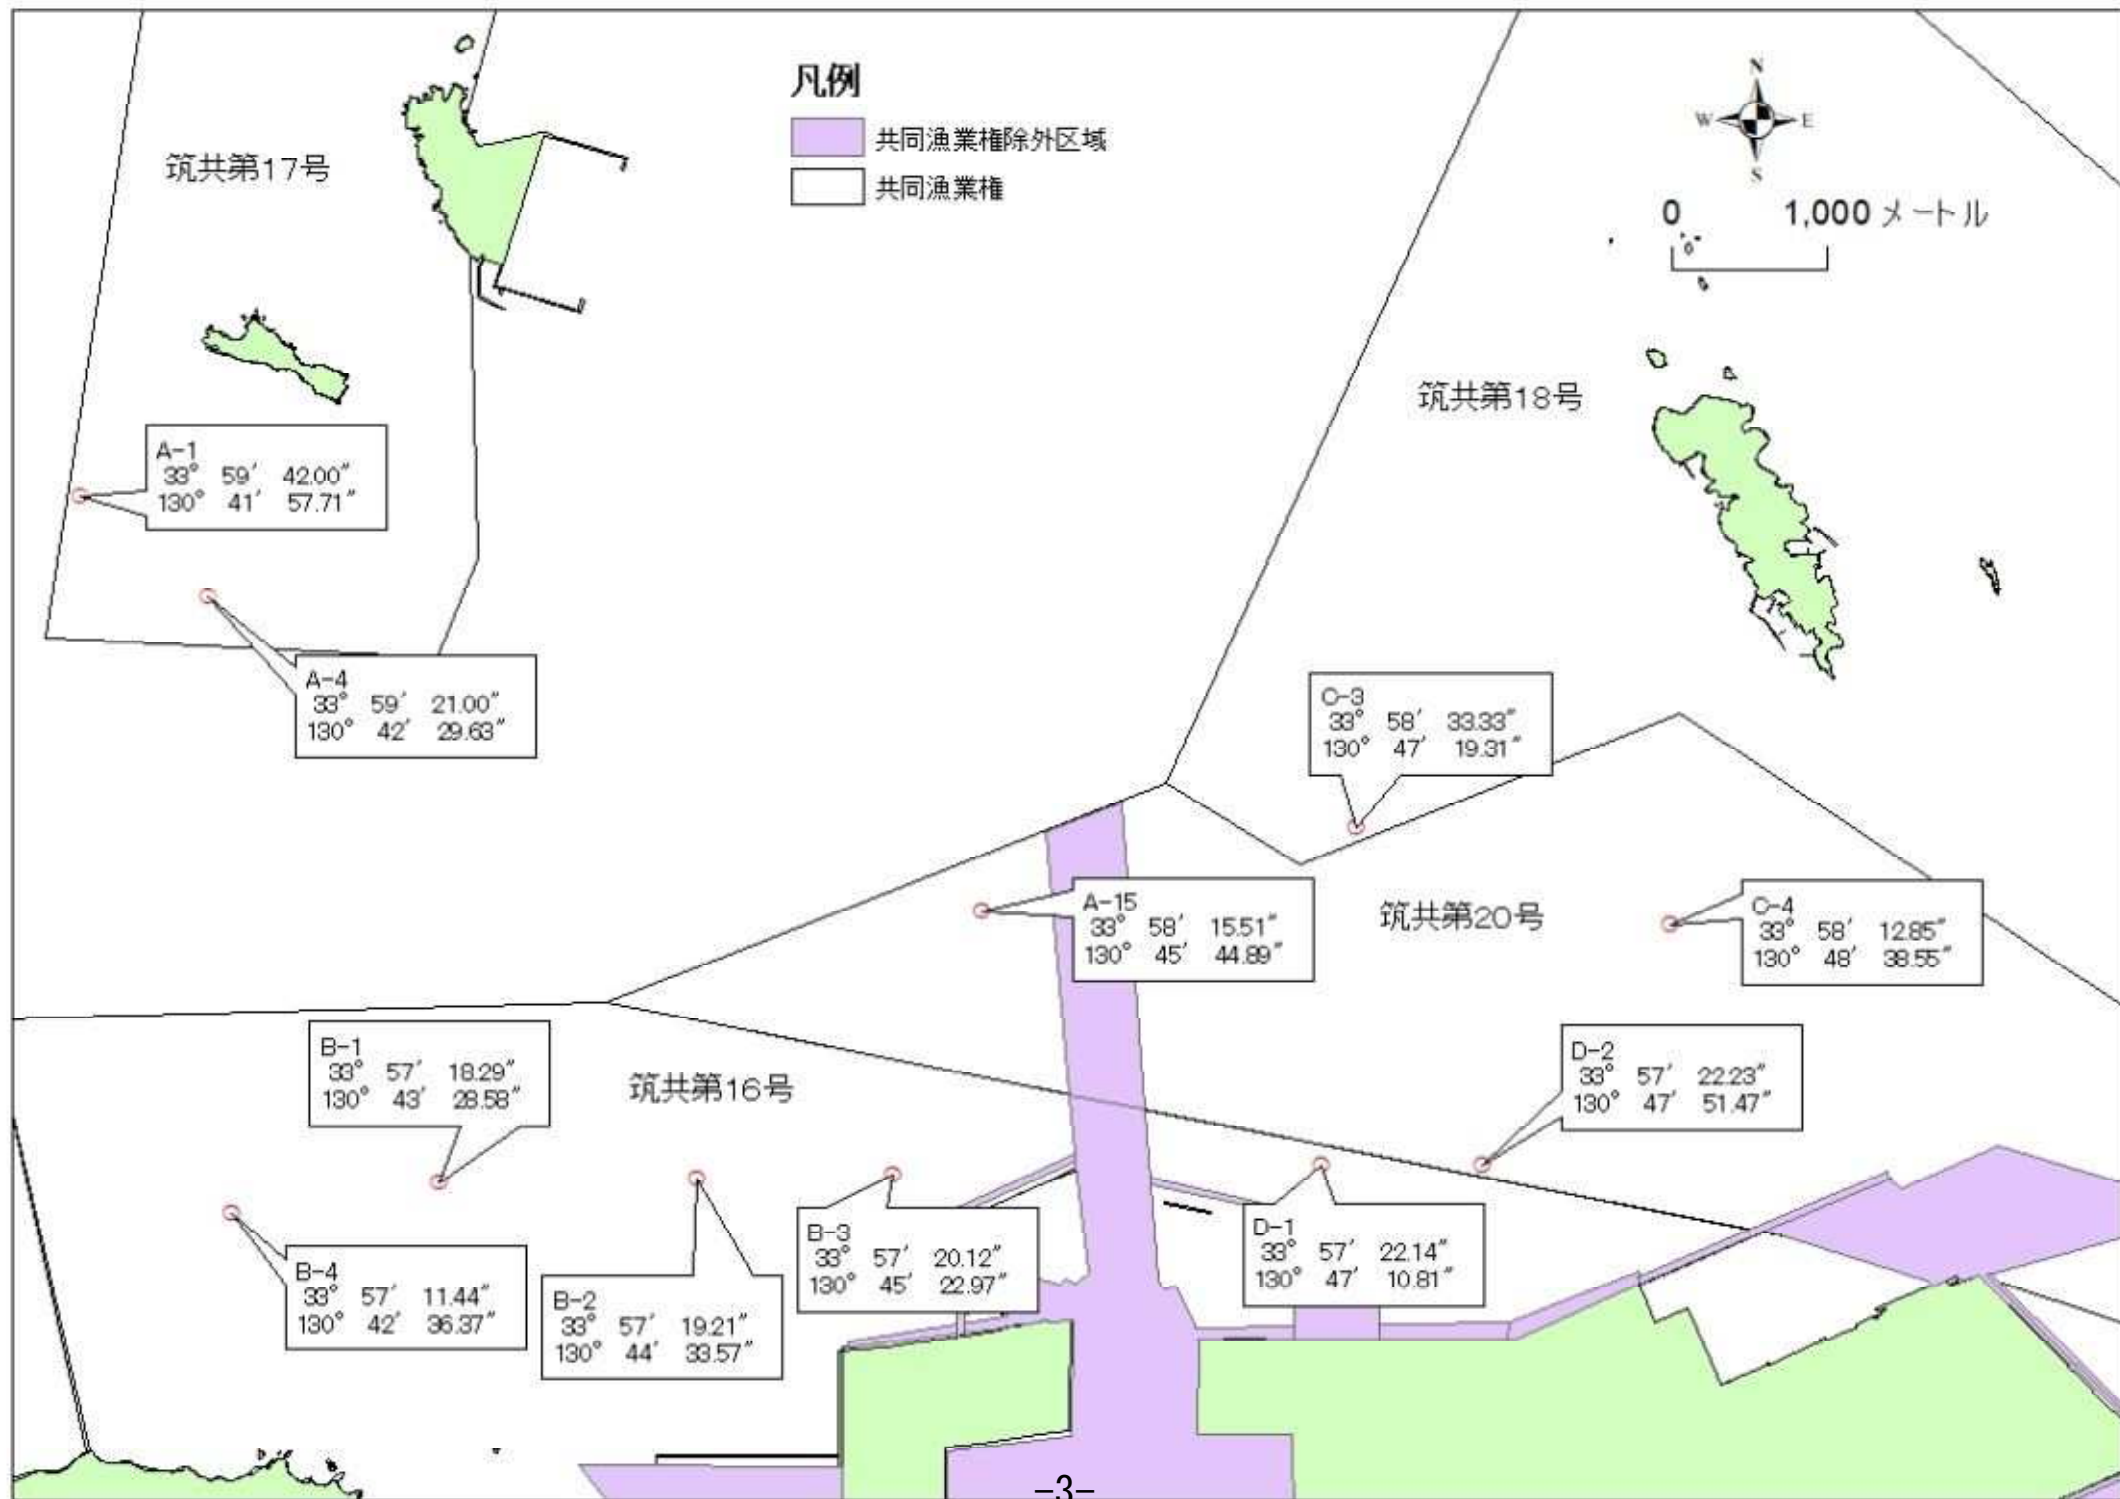 凡例
共同漁業権除外区域
共同漁業権
N
W
E
S
0 1,000 メートル
筑共第17号
筑共第18号
A-1
33° 59′ 42.00″
130° 41′ 57.71″
A-4
33° 59′ 21.00″
130° 42′ 29.63″
C-3
33° 58′ 33.33″
130° 47′ 19.31″
A-15
33° 58′ 15.51″
130° 45′ 44.89″
筑共第20号
C-4
33° 58′ 12.85″
130° 48′ 38.55″
B-1
33° 57′ 18.29″
130° 43′ 28.58″
筑共第16号
D-2
33° 57′ 22.23″
130° 47′ 51.47″
B-3
33° 57′ 20.12″
130° 45′ 22.97″
D-1
33° 57′ 22.14″
130° 47′ 10.81″
B-4
33° 57′ 11.44″
130° 42′ 36.37″
B-2
33° 57′ 19.21″
130° 44′ 33.57″
-3-